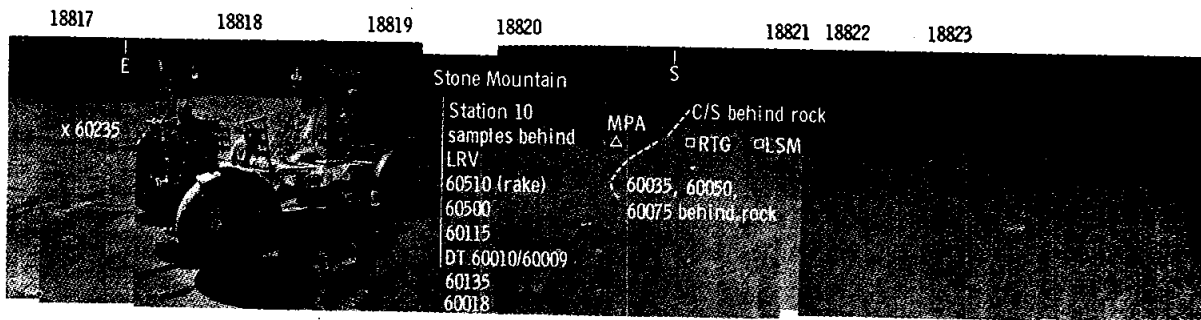 18817 18818 18819 18820 18821 18822 18823
E
S
Stone Mountain
x 60235
Station 10
samples behind
LRV
60510 (rake)
60500
60115
DT 60010/60009
60135
60018
MPA
C/S behind rock
RTG
LSM
60035, 60050,
60075 behind rock